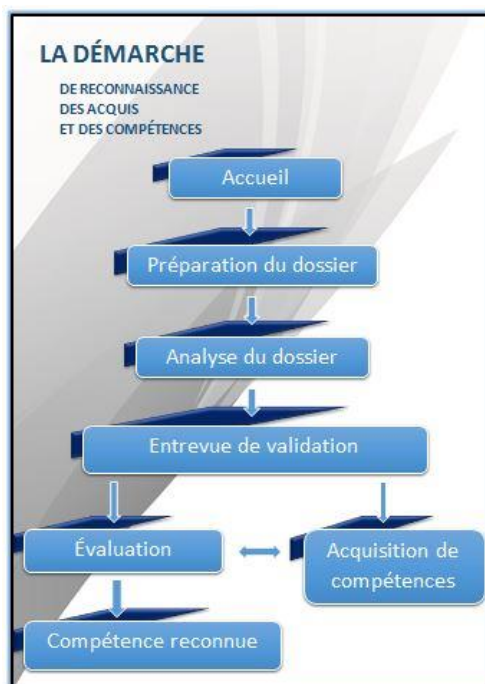 LA DÉMARCHE
DE RECONNAISSANCE
DES ACQUIS
ET DES COMPÉTENCES
Accueil
Préparation du dossier
Analyse du dossier
Entrevue de validation
Évaluation
Acquisition de
compétences
Compétence reconnue